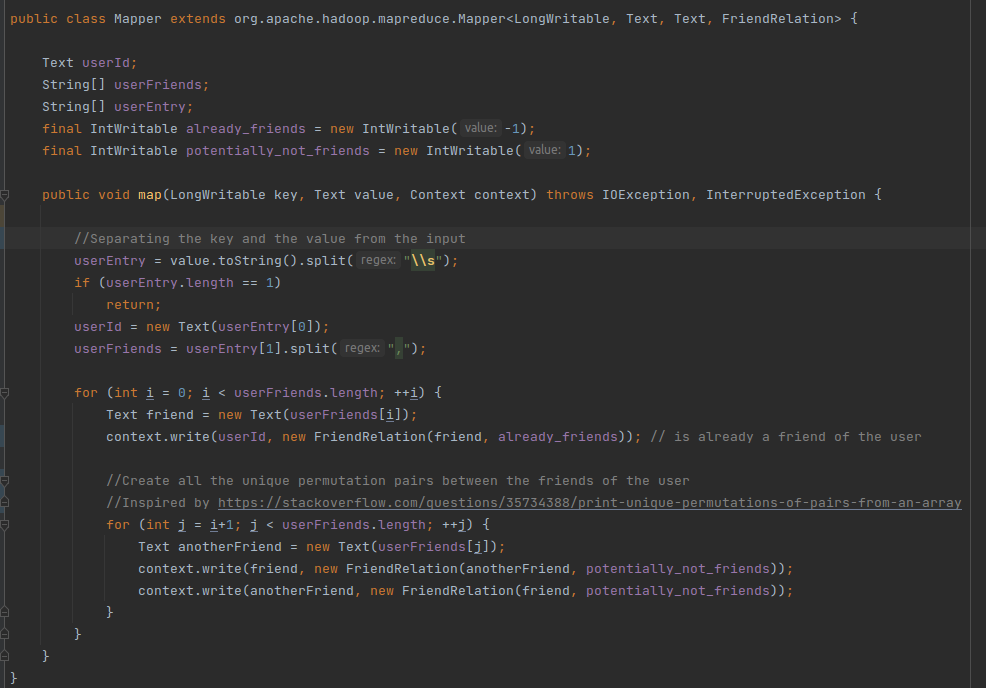 public class Mapper extends org.apache.hadoop.mapreduce.Mapper<LongWritable, Text, Text, FriendRelation> {
Text userId;
String[] userFriends;
String[] userEntry;
final IntWritable already_friends = new IntWritable( value: -1);
final IntWritable potentially_not_friends = new IntWritable( value: 1);
public void map(LongWritable key, Text value, Context context) throws IOException, InterruptedException {
//Separating the key and the value from the input
userEntry = value.toString().split( regex: "\\s");
if (userEntry.length == 1)
return;
userId = new Text(userEntry[0]);
userFriends = userEntry[1].split( regex: ",");
for (int i = 0; i < userFriends.length; ++i) {
Text friend = new Text(userFriends[i]);
context.write(userId, new FriendRelation(friend, already_friends)); // is already a friend of the user
//Create all the unique permutation pairs between the friends of the user
//Inspired by https://stackoverflow.com/questions/35734388/print-unique-permutations-of-pairs-from-an-array
for (int j = i+1; j < userFriends.length; ++j) {
Text anotherFriend = new Text(userFriends[j]);
context.write(friend, new FriendRelation(anotherFriend, potentially_not_friends));
context.write(anotherFriend, new FriendRelation(friend, potentially_not_friends));
}
}
}
}